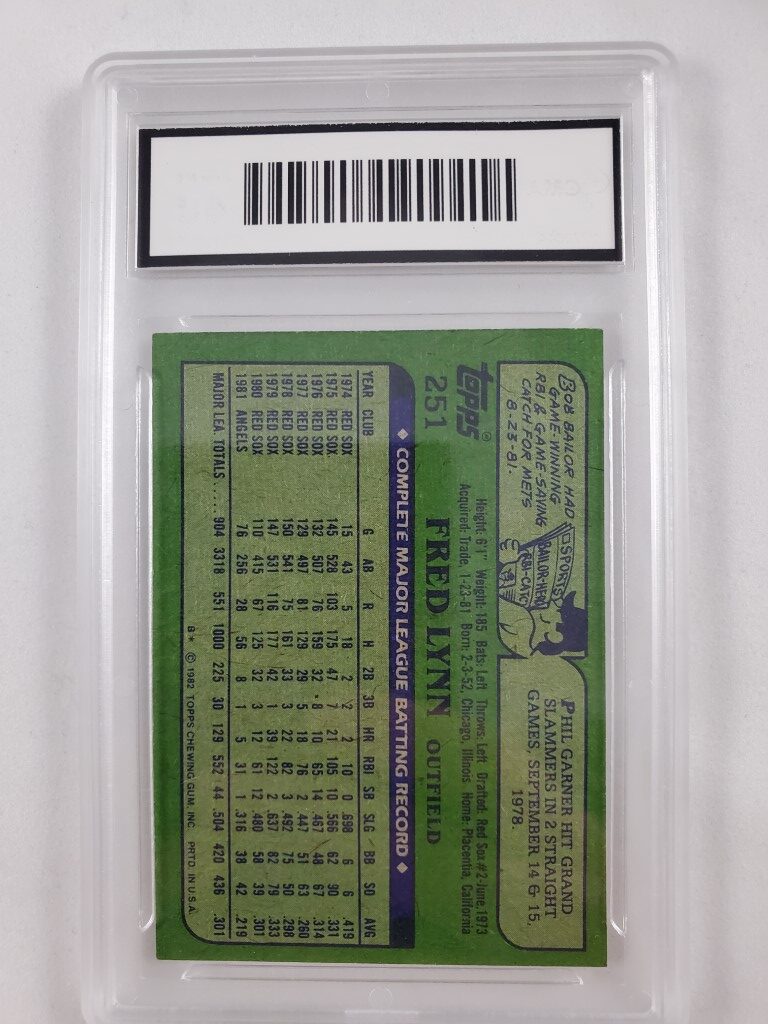 BOB BAILOR HAD
GAME-WINNING
RBI & GAME-SAVING
CATCH FOR METS
8-23-81.
SPORTS
BAILOR-HERO
RBI-CATC
PHIL GARNER HIT GRAND
SLAMMERS IN 2 STRAIGHT
GAMES, SEPTEMBER 14 & 15,
1978.
topps®
251
Height: 6'1" Weight: 185 Bats: Left Throws: Left Drafted: Red Sox #2-June, 1973
Acquired: Trade, 1-23-81 Born: 2-3-52, Chicago, Illinois Home: Placentia, California
FRED LYNN OUTFIELD
◆ COMPLETE MAJOR LEAGUE BATTING RECORD ◆
YEAR CLUB G AB R H 2B 3B HR RBI SB SLG BB SO AVG
1974 RED SOX 15 43 5 18 2 2 2 10 0 .698 6 6 .419
1975 RED SOX 145 528 103 175 47 7 21 105 10 .566 62 90 .331
1976 RED SOX 132 507 76 159 32 8 10 65 14 .467 48 67 .314
1977 RED SOX 129 497 81 129 29 5 18 76 2 .447 51 63 .260
1978 RED SOX 150 541 75 161 33 3 22 82 3 .492 75 50 .298
1979 RED SOX 147 531 116 177 42 1 39 122 2 .637 82 79 .333
1980 RED SOX 110 415 67 125 32 3 12 61 12 .480 58 39 .301
1981 ANGELS 76 256 28 56 8 1 5 31 1 .316 38 42 .219
MAJOR LEA TOTALS ..... 904 3318 551 1000 225 30 129 552 44 .504 420 436 .301
B* © 1982 TOPPS CHEWING GUM, INC. PRTD. IN U.S.A.